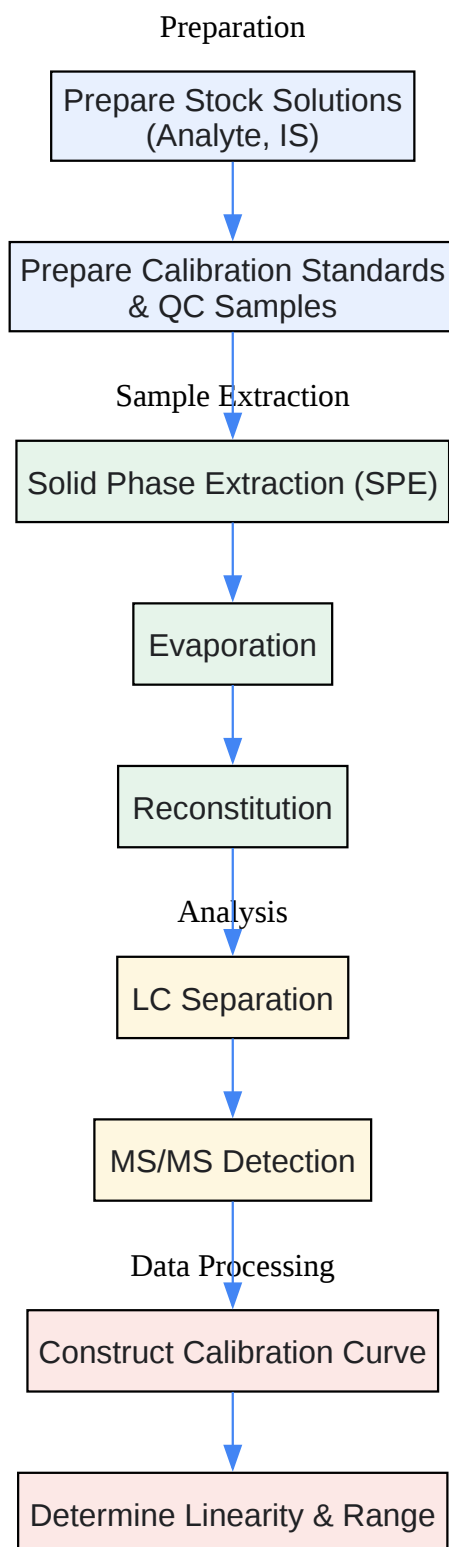 Preparation
Prepare Stock Solutions
(Analyte, IS)
Prepare Calibration Standards
& QC Samples
Sample Extraction
Solid Phase Extraction (SPE)
Evaporation
Reconstitution
Analysis
LC Separation
MS/MS Detection
Data Processing
Construct Calibration Curve
Determine Linearity & Range